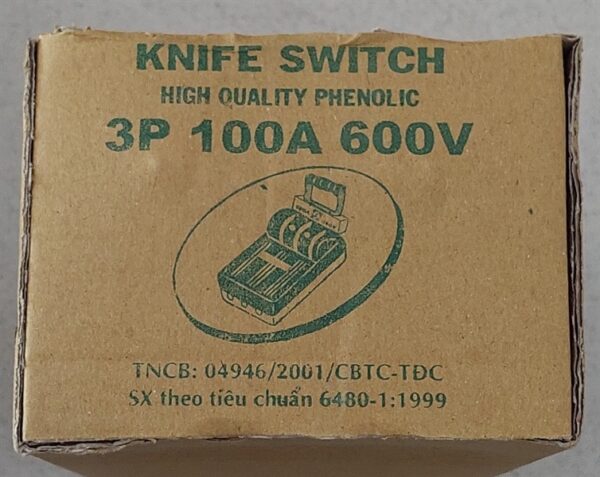 KNIFE SWITCH
HIGH QUALITY PHENOLIC
3P 100A 600V
TNCB: 04946/2001/CBTC-TĐC
SX theo tiêu chuẩn 6480-1:1999